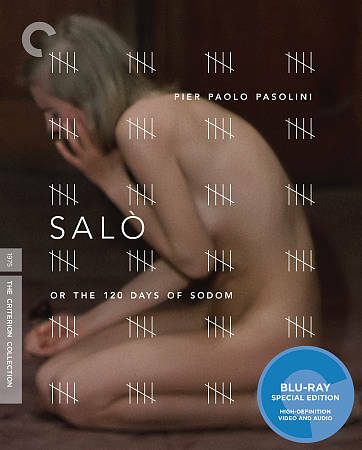 PIER PAOLO PASOLINI
SALÒ
OR THE 120 DAYS OF SODOM
1975
THE CRITERION COLLECTION
BLU-RAY
SPECIAL EDITION
HIGH-DEFINITION
VIDEO AND AUDIO